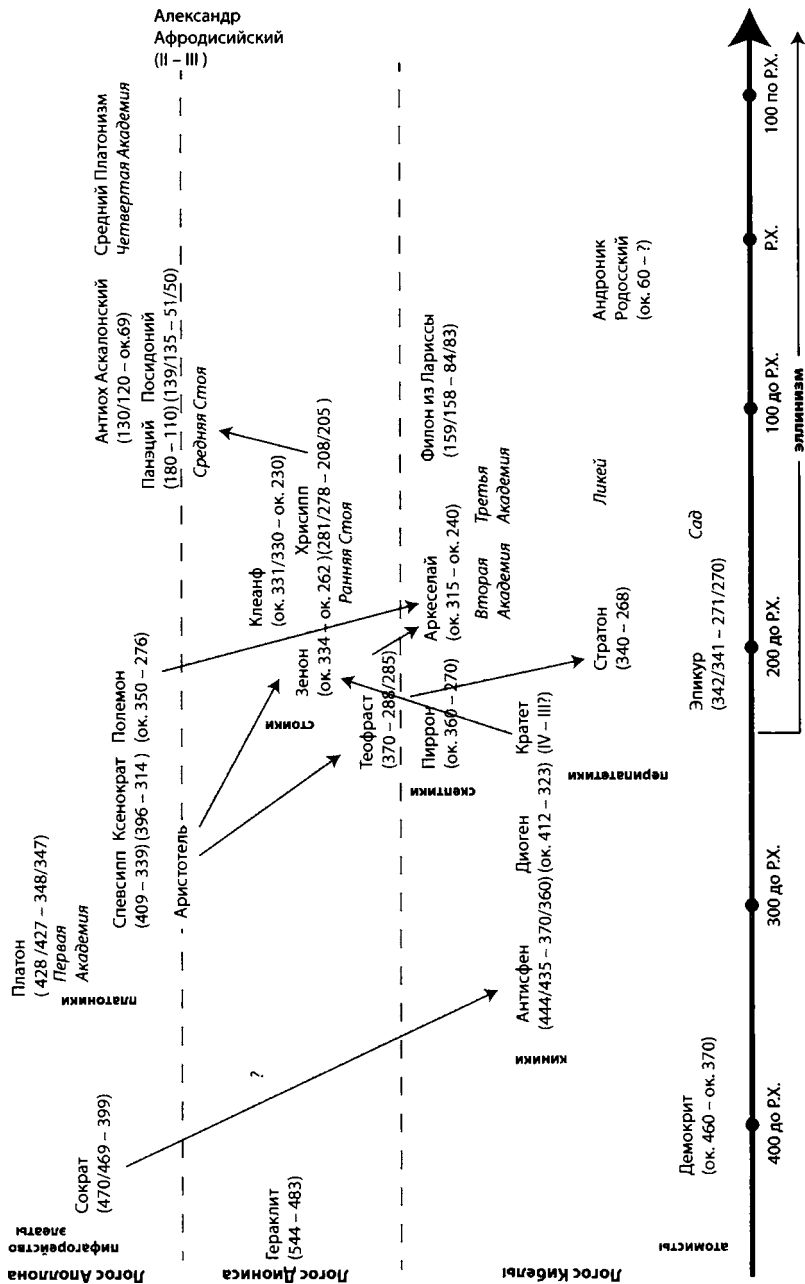 Александр
Афродисийский
(II – III)
Средний Платонизм
Четвертая Академия
Антиох Аскалонский
(130/120 – ок.69)
Панэций Посидоний
(180 – 110) (139/135 – 51/50)
Средняя Стоя
Платон
( 428 /427 – 348/347)
Первая
Академия
платоники
Спевсипп Ксенократ Полемон
(409 – 339) (396 – 314 ) (ок. 350 – 276)
Аристотель
Сократ
(470/469 – 399)
пифагорейство
элеаты
Логос Аполлона
Клеанф
(ок. 331/330 – ок. 230)
Зенон Хрисипп
(ок. 334 – ок. 262 )(281/278 – 208/205 )
Ранняя Стоя
стоики
Теофраст
(370 – 288/285)
?
Гераклит
(544 – 483)
Логос Диониса
Филон из Лариссы
(159/158 – 84/83)
Аркеселай
(ок. 315 – ок. 240)
Вторая Третья
Академия Академия
Пиррон
(ок. 360 – 270)
скептики
Антисфен Диоген Кратет
(444/435 – 370/360) (ок. 412 – 323) (IV – III?)
киники
Андроник
Родосский
(ок. 60 – ?)
Ликей
Стратон
(340 – 268)
перипатетики
Логос Кибелы
Сад
Эпикур
(342/341 – 271/270)
Демокрит
(ок. 460 – ок. 370)
атомисты
400 до Р.Х.
300 до Р.Х.
200 до Р.Х.
100 до Р.Х.
Р.Х.
100 по Р.Х.
эллинизм